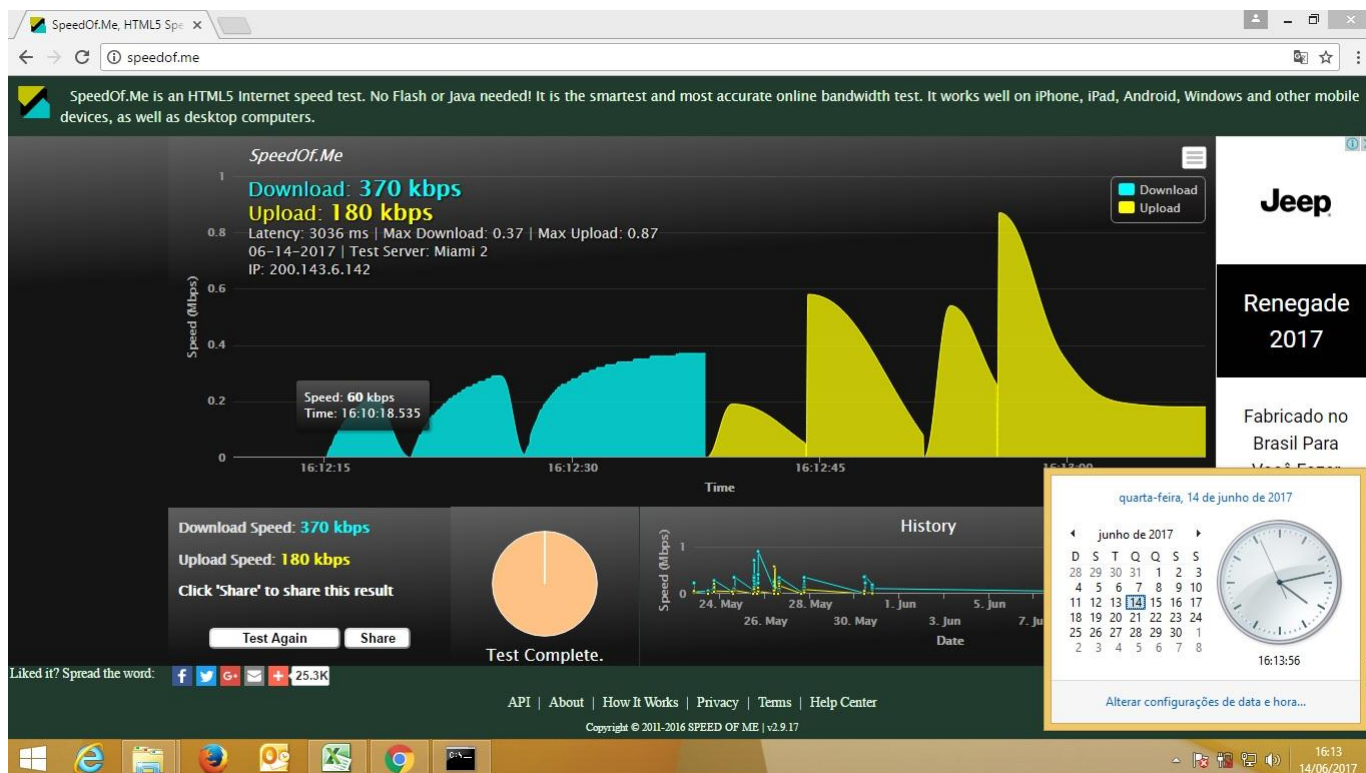 SpeedOf.Me, HTML5 Spe
speedof.me
SpeedOf.Me is an HTML5 Internet speed test. No Flash or Java needed! It is the smartest and most accurate online bandwidth test. It works well on iPhone, iPad, Android, Windows and other mobile
devices, as well as desktop computers.
SpeedOf.Me
Download: 370 kbps
Upload: 180 kbps
Latency: 3036 ms | Max Download: 0.37 | Max Upload: 0.87
06-14-2017 | Test Server: Miami 2
IP: 200.143.6.142
Download
Upload
1
0.8
0.6
0.4
0.2
0
Speed (Mbps)
Speed: 60 kbps
Time: 16:10:18.535
16:12:15 16:12:30 16:12:45 16:13:00
Time
Jeep
Renegade
2017
Fabricado no
Brasil Para
Você Fazer
Download Speed: 370 kbps
Upload Speed: 180 kbps
Click 'Share' to share this result
Test Again Share
Test Complete.
History
Speed (Mbps)
1
0
24. May 28. May 1. Jun 5. Jun
26. May 30. May 3. Jun 7. Ju
Date
quarta-feira, 14 de junho de 2017
junho de 2017
D S T Q Q S S
28 29 30 31 1 2 3
4 5 6 7 8 9 10
11 12 13 14 15 16 17
18 19 20 21 22 23 24
25 26 27 28 29 30 1
2 3 4 5 6 7 8
16:13:56
Alterar configurações de data e hora...
Liked it? Spread the word: f G+ 25.3K
API | About | How It Works | Privacy | Terms | Help Center
Copyright © 2011-2016 SPEED OF ME | v2.9.17
C:\
16:13
14/06/2017